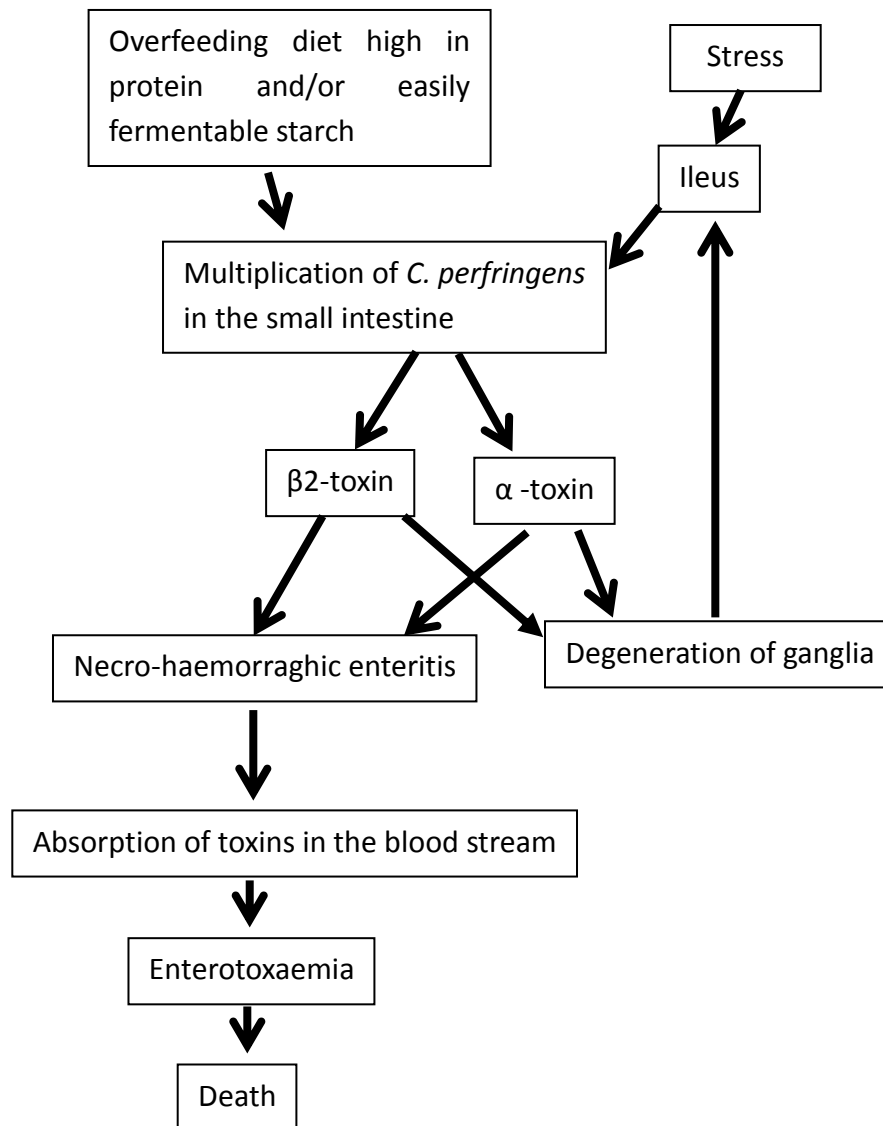 Overfeeding diet high in
protein and/or easily
fermentable starch
Stress
Ileus
Multiplication of C. perfringens
in the small intestine
β2-toxin
α -toxin
Necro-haemorraghic enteritis
Degeneration of ganglia
Absorption of toxins in the blood stream
Enterotoxaemia
Death